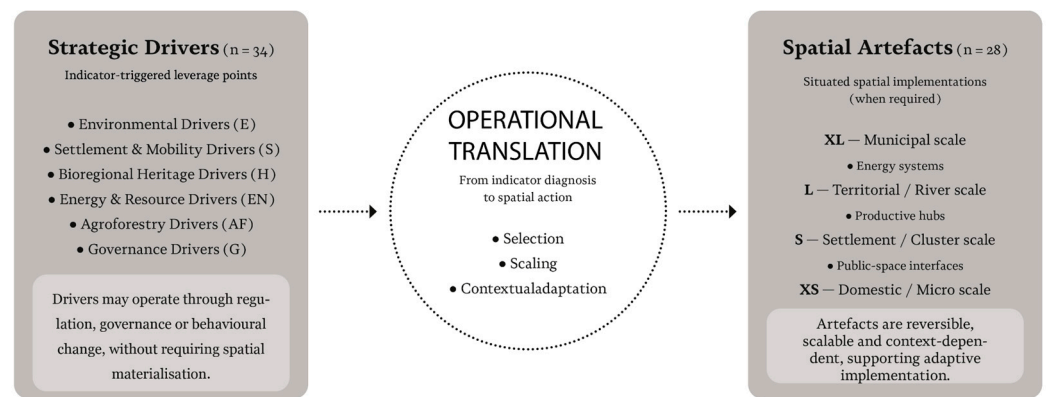 Strategic Drivers (n = 34)
Indicator-triggered leverage points
● Environmental Drivers (E)
● Settlement & Mobility Drivers (S)
● Bioregional Heritage Drivers (H)
● Energy & Resource Drivers (EN)
● Agroforestry Drivers (AF)
● Governance Drivers (G)
Drivers may operate through regu-
lation, governance or behavioural
change, without requiring spatial
materialisation.
OPERATIONAL
TRANSLATION
From indicator diagnosis
to spatial action
● Selection
● Scaling
● Contextualadaptation
Spatial Artefacts (n = 28)
Situated spatial implementations
(when required)
XL — Municipal scale
● Energy systems
L — Territorial / River scale
● Productive hubs
S — Settlement / Cluster scale
● Public-space interfaces
XS — Domestic / Micro scale
Artefacts are reversible,
scalable and context-depen-
dent, supporting adaptive
implementation.